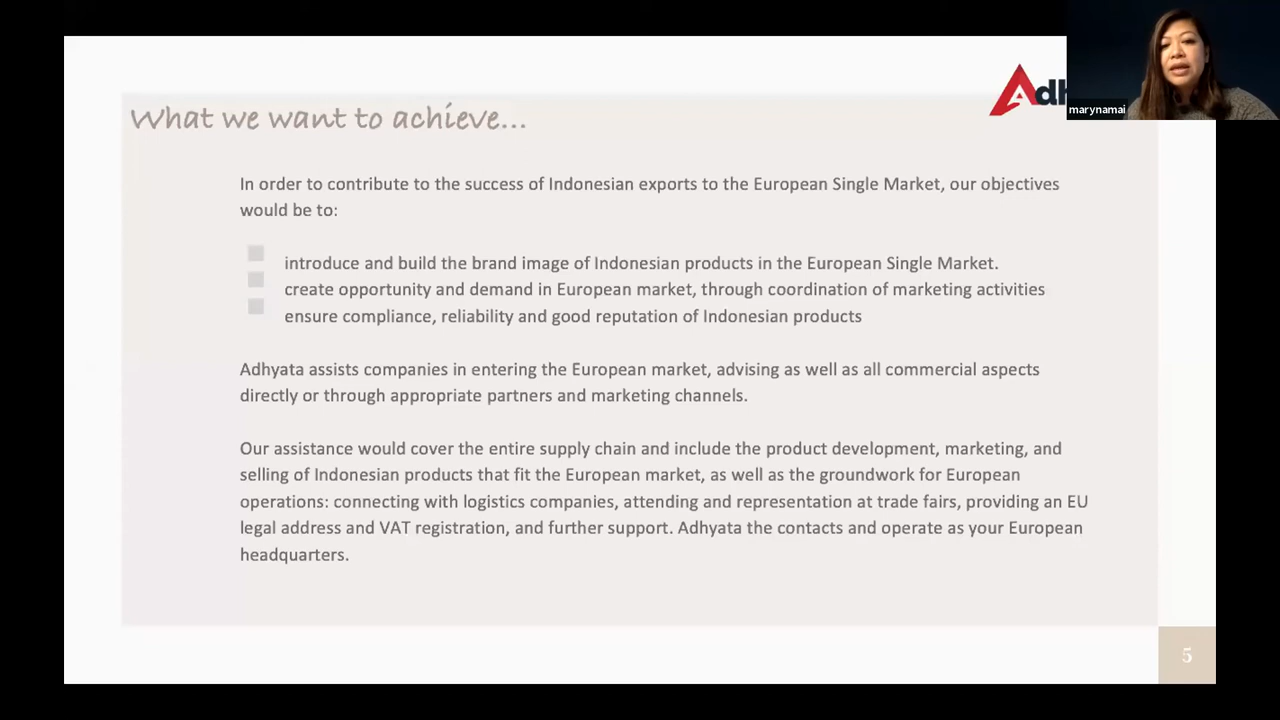 What we want to achieve...
Adh
marynamai
In order to contribute to the success of Indonesian exports to the European Single Market, our objectives
would be to:
introduce and build the brand image of Indonesian products in the European Single Market.
create opportunity and demand in European market, through coordination of marketing activities
ensure compliance, reliability and good reputation of Indonesian products
Adhyata assists companies in entering the European market, advising as well as all commercial aspects
directly or through appropriate partners and marketing channels.
Our assistance would cover the entire supply chain and include the product development, marketing, and
selling of Indonesian products that fit the European market, as well as the groundwork for European
operations: connecting with logistics companies, attending and representation at trade fairs, providing an EU
legal address and VAT registration, and further support. Adhyata the contacts and operate as your European
headquarters.
5